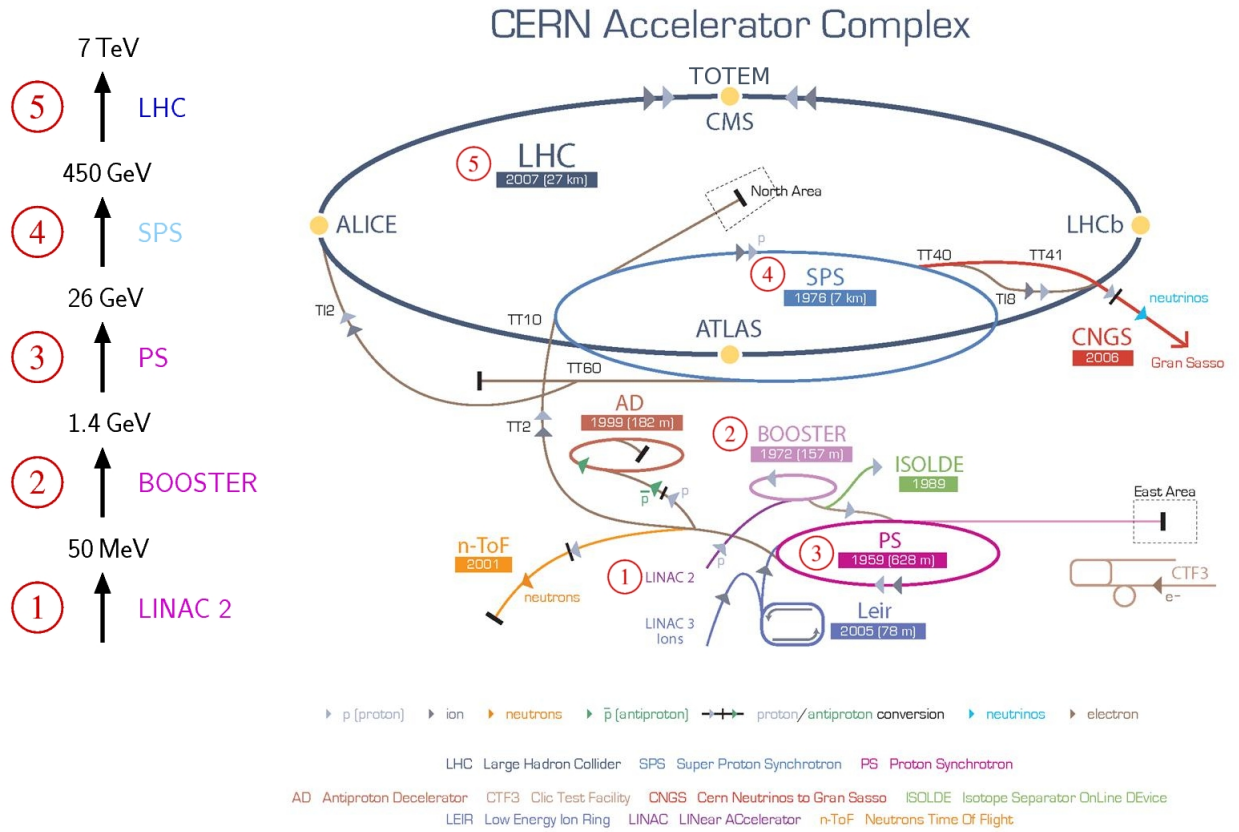 CERN Accelerator Complex
7 TeV
5
LHC
450 GeV
4
SPS
26 GeV
3
PS
1.4 GeV
2
BOOSTER
50 MeV
1
LINAC 2
TOTEM
CMS
5
LHC
2007 (27 km)
North Area
ALICE
LHCb
p
TT40
TT41
4
SPS
1976 (7 km)
TI8
neutrinos
TI2
TT10
ATLAS
CNGS
2006
Gran Sasso
TT60
AD
1999 (182 m)
TT2
2
BOOSTER
1972 (157 m)
ISOLDE
1989
p̅
p
East Area
n-ToF
2001
3
PS
1959 (628 m)
p
1
LINAC 2
neutrons
CTF3
e–
LINAC 3
Ions
Leir
2005 (78 m)
p (proton)
ion
neutrons
p̅ (antiproton)
proton/antiproton conversion
neutrinos
electron
LHC Large Hadron Collider SPS Super Proton Synchrotron PS Proton Synchrotron
AD Antiproton Decelerator CTF3 Clic Test Facility CNGS Cern Neutrinos to Gran Sasso ISOLDE Isotope Separator OnLine DEvice
LEIR Low Energy Ion Ring LINAC LINear ACcelerator n-ToF Neutrons Time Of Flight